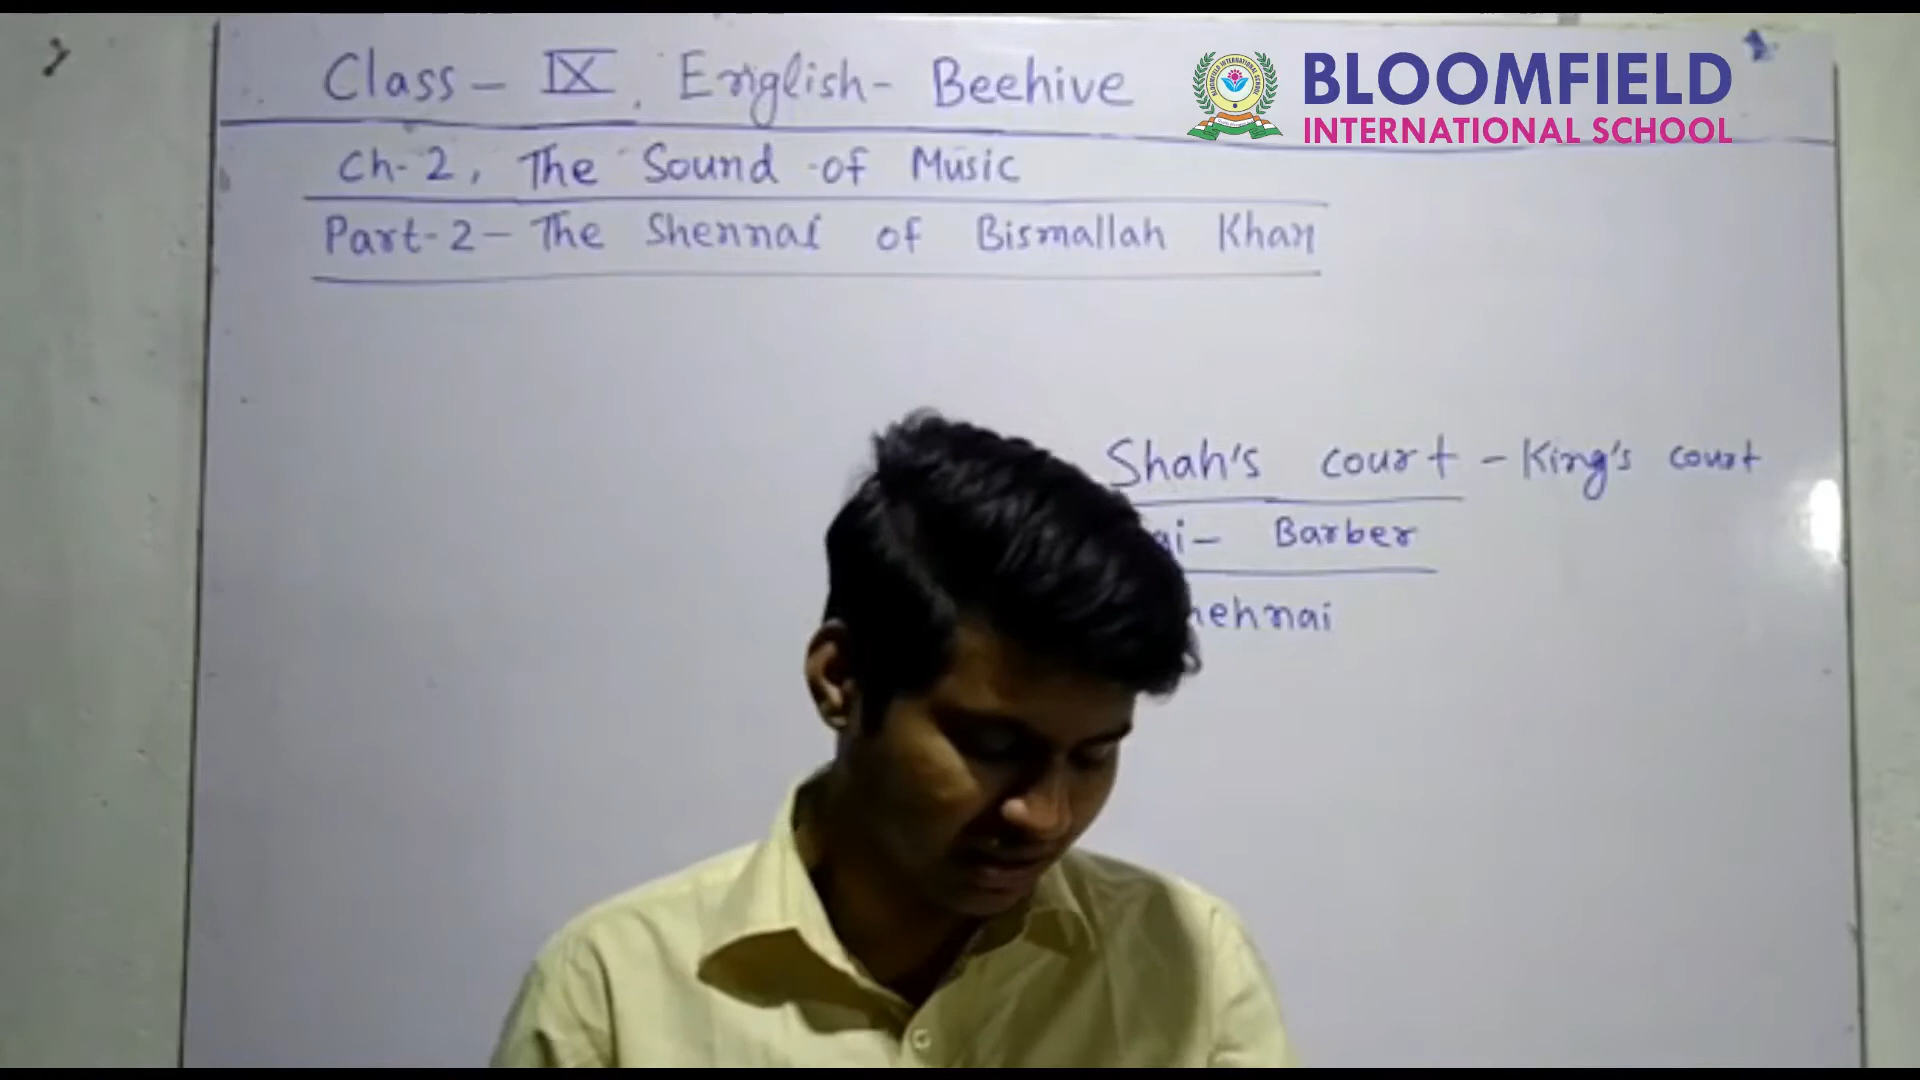 Class - IX, English - Beehive
BLOOMFIELD
INTERNATIONAL SCHOOL
Ch-2, The Sound of Music
Part-2 - The Shennai of Bismallah Khan
Shah's court - King's court
Barber